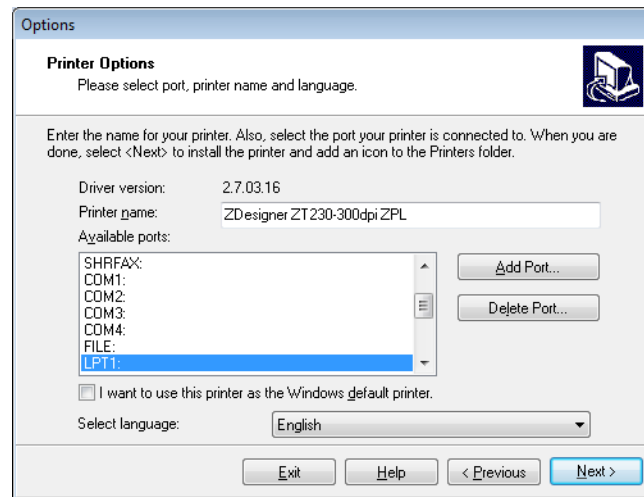 Options
Printer Options
Please select port, printer name and language.
Enter the name for your printer. Also, select the port your printer is connected to. When you are
done, select <Next> to install the printer and add an icon to the Printers folder.
Driver version: 2.7.03.16
Printer name: ZDesigner ZT230-300dpi ZPL
Available ports:
SHRFAX:
COM1:
COM2:
COM3:
COM4:
FILE:
LPT1:
Add Port...
Delete Port...
I want to use this printer as the Windows default printer.
Select language: English
Exit Help < Previous Next >